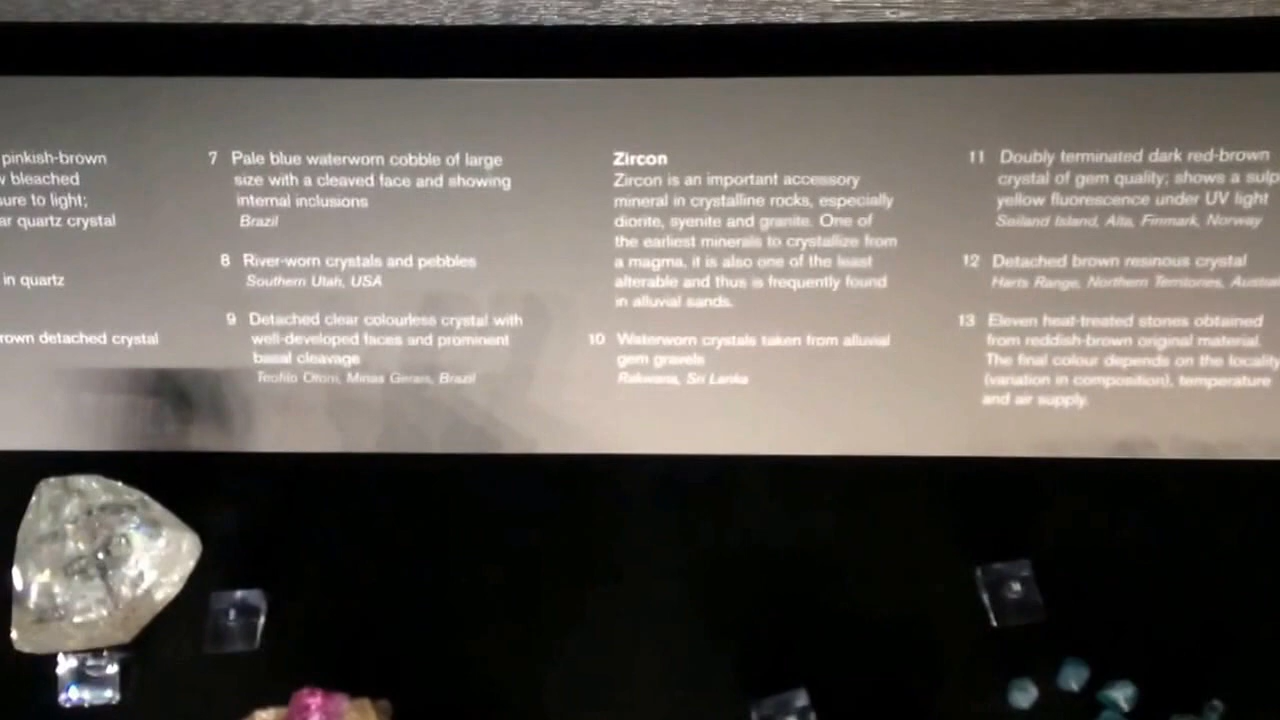 pinkish-brown
bleached
sure to light;
ar quartz crystal
in quartz
rown detached crystal
7 Pale blue waterworn cobble of large
size with a cleaved face and showing
internal inclusions
Brazil
8 River-worn crystals and pebbles
Southern Utah, USA
9 Detached clear colourless crystal with
well-developed faces and prominent
basal cleavage
Teofilo Otoni, Minas Gerais, Brazil
Zircon
Zircon is an important accessory
mineral in crystalline rocks, especially
diorite, syenite and granite. One of
the earliest minerals to crystallize from
a magma, it is also one of the least
alterable and thus is frequently found
in alluvial sands.
10 Waterworn crystals taken from alluvial
gem gravels
Rakwana, Sri Lanka
11 Doubly terminated dark red-brown
crystal of gem quality; shows a sulp
yellow fluorescence under UV light
Seiland Island, Alta, Finmark, Norway
12 Detached brown resinous crystal
Harts Range, Northern Territories, Austra
13 Eleven heat-treated stones obtained
from reddish-brown original material.
The final colour depends on the locality
(variation in composition), temperature
and air supply.